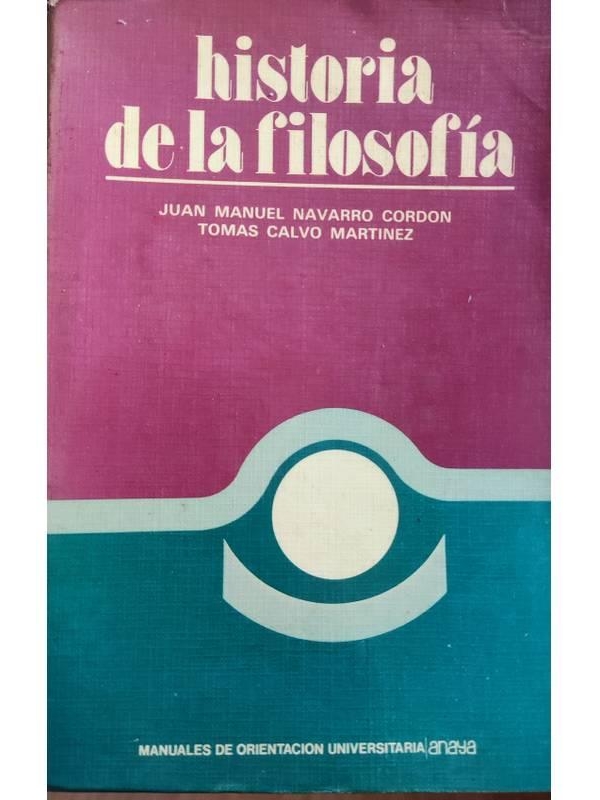 historia
de la filosofía
JUAN MANUEL NAVARRO CORDON
TOMAS CALVO MARTINEZ
MANUALES DE ORIENTACION UNIVERSITARIA|anaya